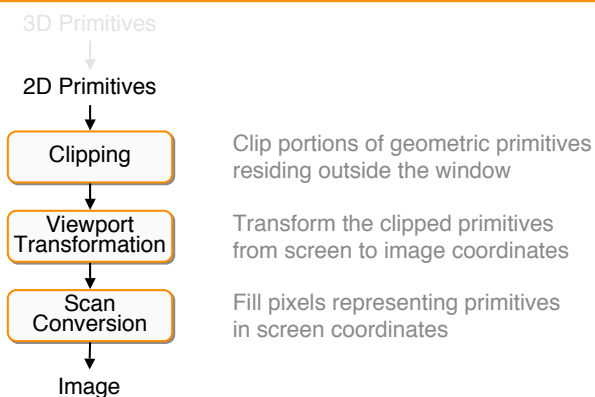 3D Primitives
2D Primitives
Clipping
Clip portions of geometric primitives
residing outside the window
Viewport
Transformation
Transform the clipped primitives
from screen to image coordinates
Scan
Conversion
Fill pixels representing primitives
in screen coordinates
Image